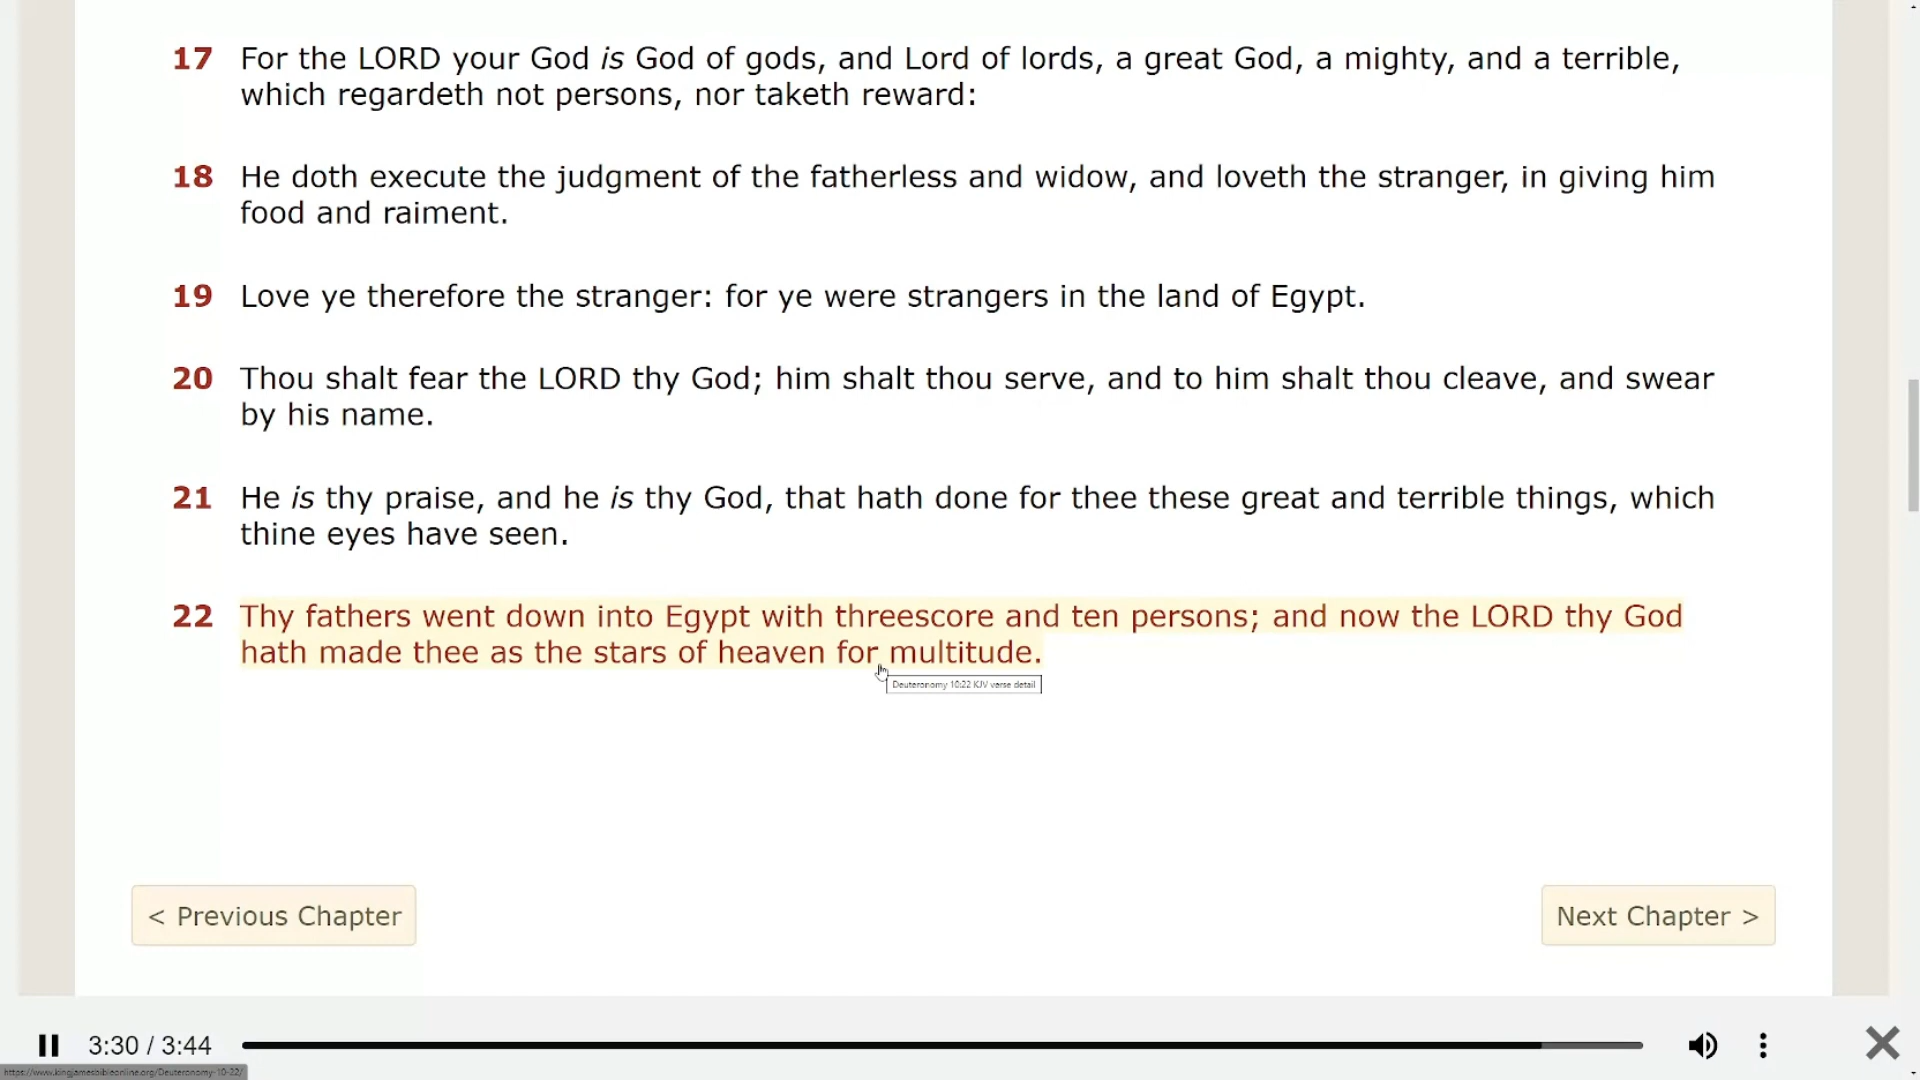 17 For the LORD your God is God of gods, and Lord of lords, a great God, a mighty, and a terrible,
which regardeth not persons, nor taketh reward:
18 He doth execute the judgment of the fatherless and widow, and loveth the stranger, in giving him
food and raiment.
19 Love ye therefore the stranger: for ye were strangers in the land of Egypt.
20 Thou shalt fear the LORD thy God; him shalt thou serve, and to him shalt thou cleave, and swear
by his name.
21 He is thy praise, and he is thy God, that hath done for thee these great and terrible things, which
thine eyes have seen.
22 Thy fathers went down into Egypt with threescore and ten persons; and now the LORD thy God
hath made thee as the stars of heaven for multitude.
Deuteronomy 10:22 KJV verse detail
< Previous Chapter
Next Chapter >
3:30 / 3:44
https://www.kingjamesbibleonline.org/Deuteronomy-10-22/